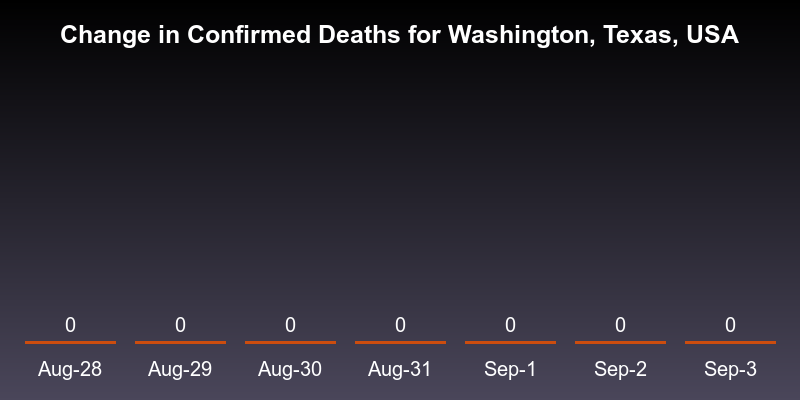 Change in Confirmed Deaths for Washington, Texas, USA
0 0 0 0 0 0 0
Aug-28 Aug-29 Aug-30 Aug-31 Sep-1 Sep-2 Sep-3